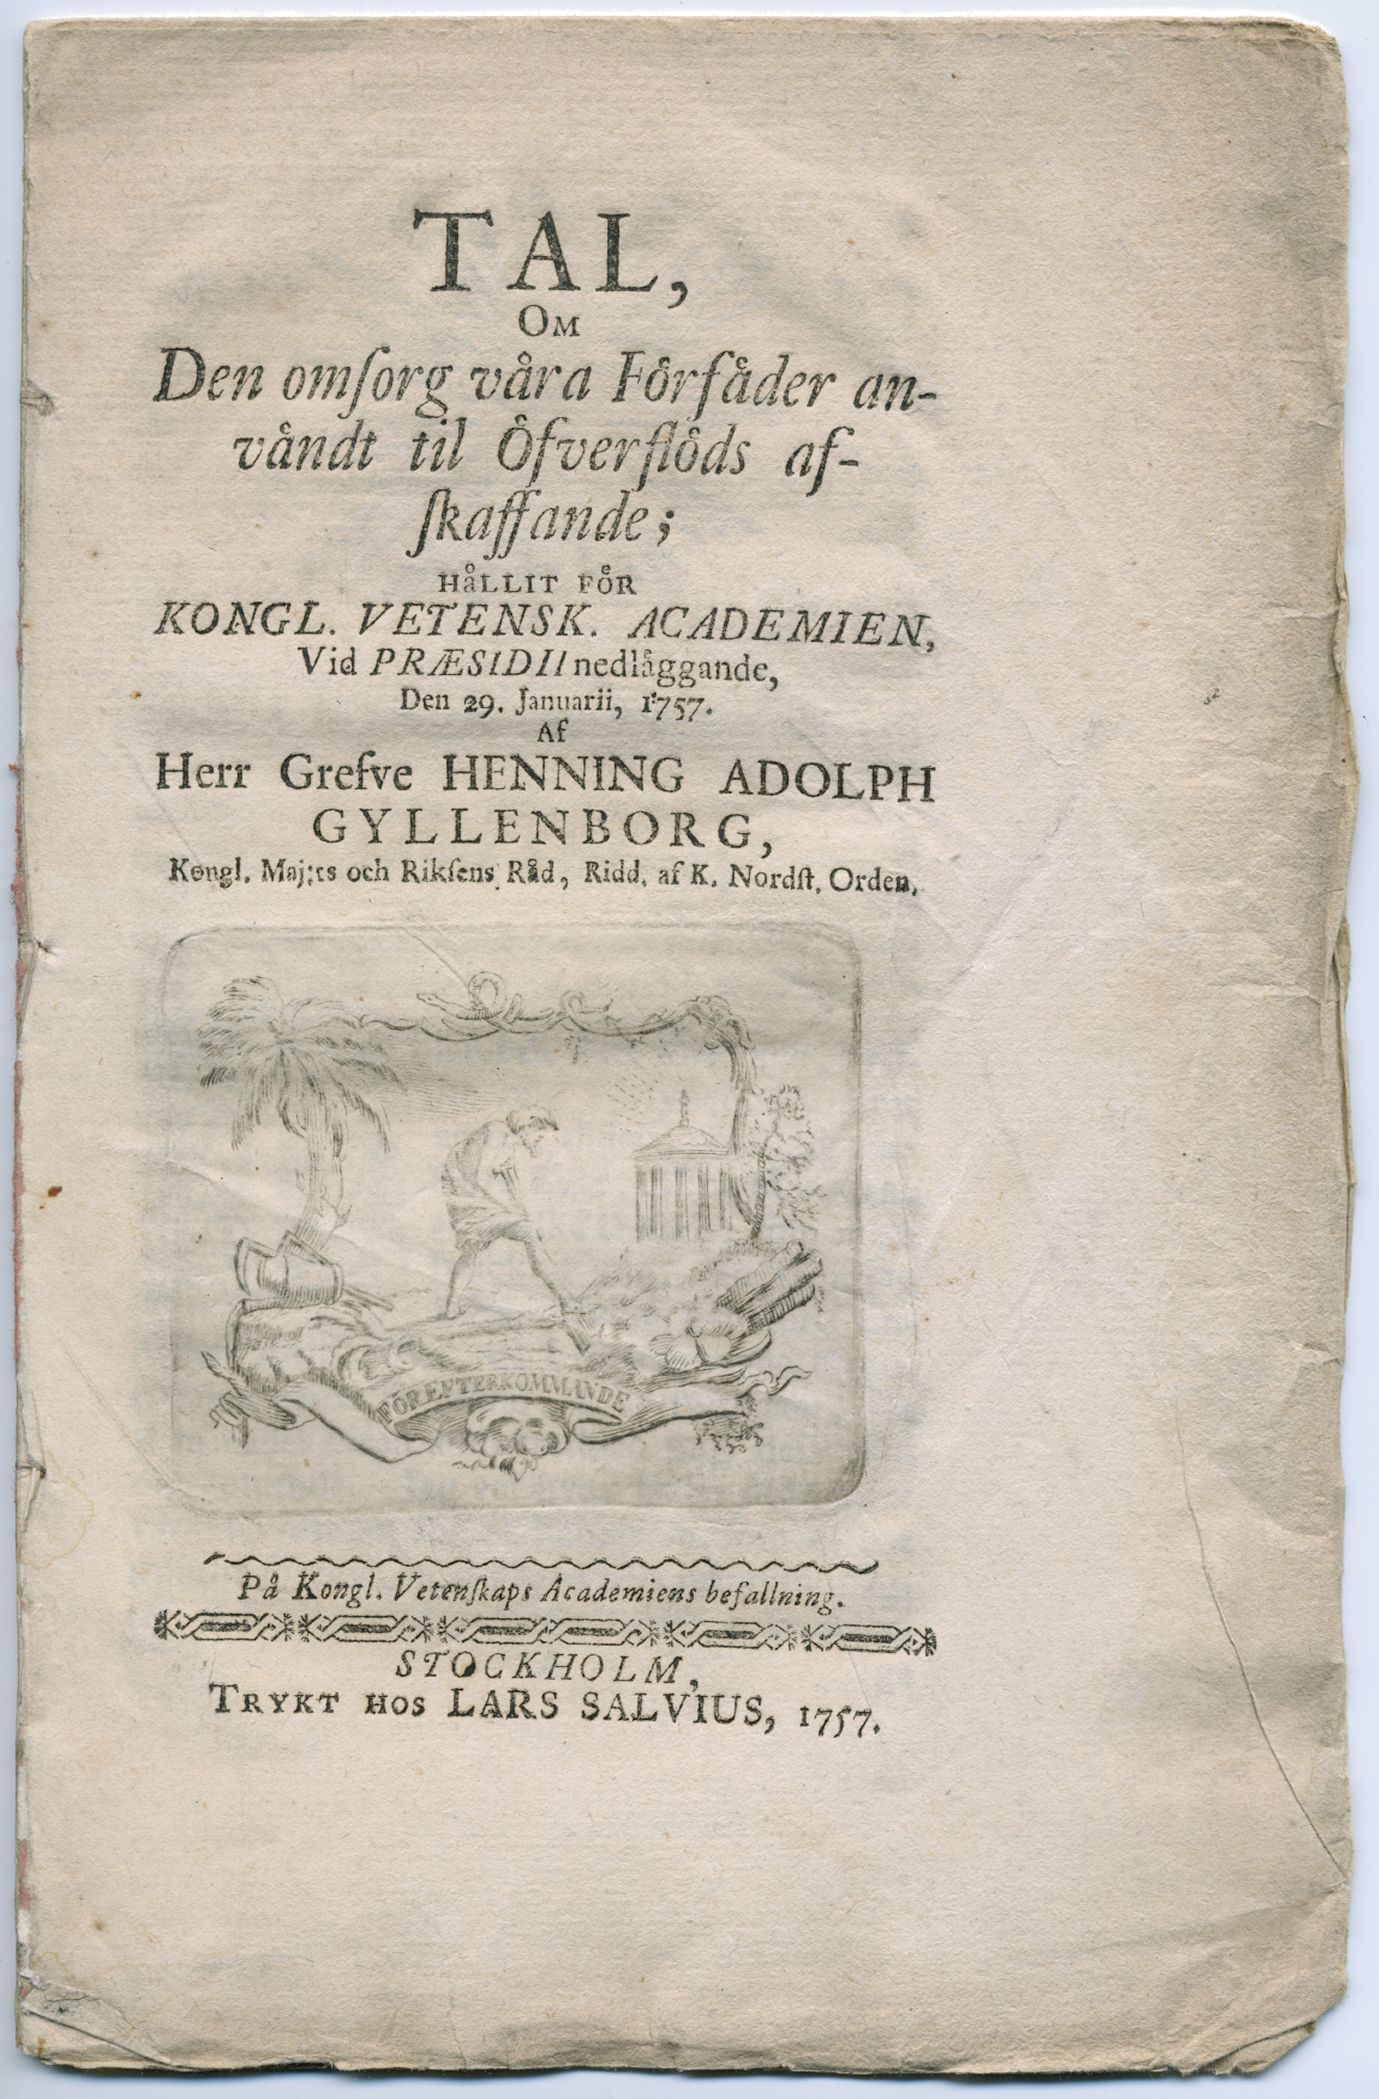 TAL,
OM
Den omſorg våra Förfäder an-
våndt til Öfverflöds af-
ſkaffande;
HåLLIT FÖR
KONGL. VETENSK. ACADEMIEN,
Vid PRÆSIDII nedläggande,
Den 29. Januarii, 1757.
Af
Herr Grefve HENNING ADOLPH
GYLLENBORG,
Kongl. Maj:ts och Rikſens Råd, Ridd. af K. Nordſt. Orden.
FÖR EFTERKOMMANDE
På Kongl. Vetenſkaps Academiens befallning.
STOCKHOLM,
TRYKT HOS LARS SALVIUS, 1757.